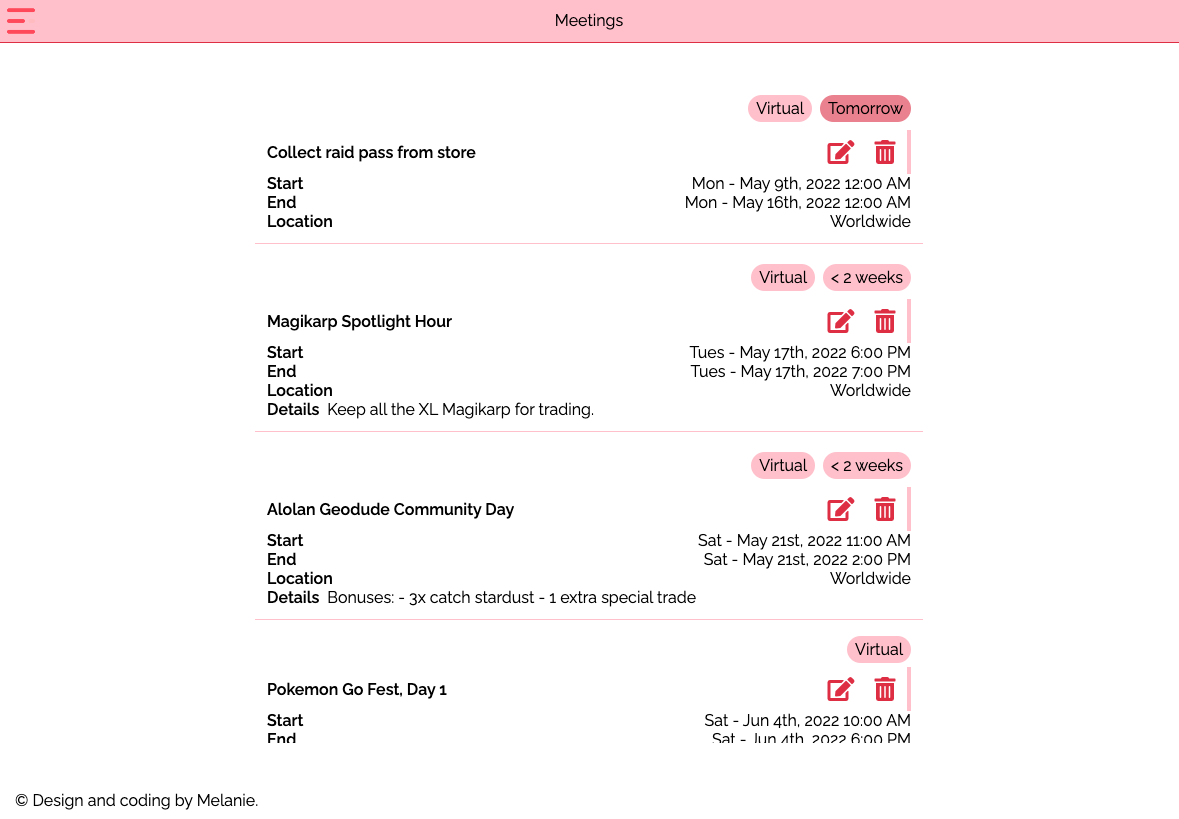 Meetings
Virtual Tomorrow
Collect raid pass from store
Start Mon - May 9th, 2022 12:00 AM
End Mon - May 16th, 2022 12:00 AM
Location Worldwide
Virtual < 2 weeks
Magikarp Spotlight Hour
Start Tues - May 17th, 2022 6:00 PM
End Tues - May 17th, 2022 7:00 PM
Location Worldwide
Details Keep all the XL Magikarp for trading.
Virtual < 2 weeks
Alolan Geodude Community Day
Start Sat - May 21st, 2022 11:00 AM
End Sat - May 21st, 2022 2:00 PM
Location Worldwide
Details Bonuses: - 3x catch stardust - 1 extra special trade
Virtual
Pokemon Go Fest, Day 1
Start Sat - Jun 4th, 2022 10:00 AM
End Sat - Jun 4th, 2022 6:00 PM
© Design and coding by Melanie.